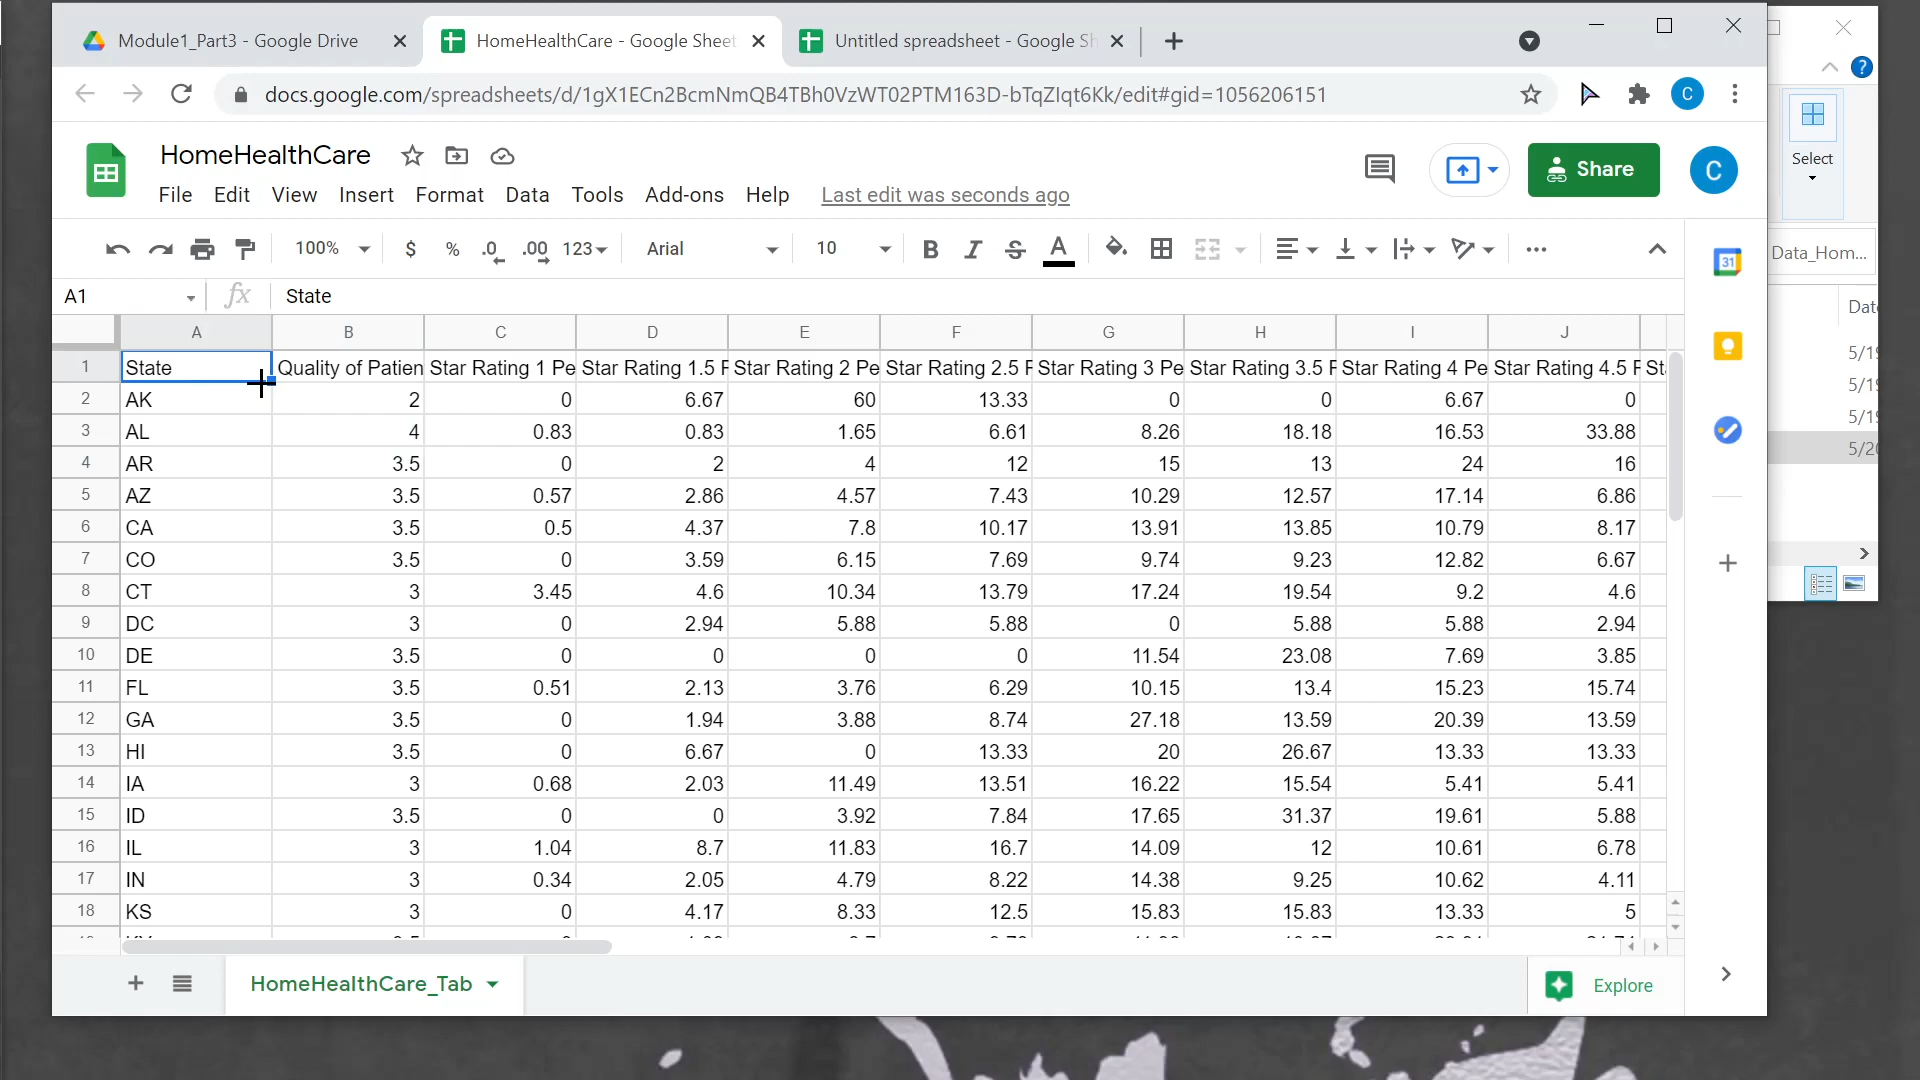 Module1_Part3 - Google Drive
HomeHealthCare - Google Sheet
Untitled spreadsheet - Google Sh
docs.google.com/spreadsheets/d/1gX1ECn2BcmNmQB4TBh0VzWT02PTM163D-bTqZIqt6Kk/edit#gid=1056206151
C
HomeHealthCare
Share
C
File Edit View Insert Format Data Tools Add-ons Help Last edit was seconds ago
100% $ % .0 .00 123 Arial 10 B I S A
A1 fx State
A B C D E F G H I J
1 State Quality of Patien Star Rating 1 Pe Star Rating 1.5 P Star Rating 2 Pe Star Rating 2.5 P Star Rating 3 Pe Star Rating 3.5 P Star Rating 4 Pe Star Rating 4.5 P St
2 AK 2 0 6.67 60 13.33 0 0 6.67 0
3 AL 4 0.83 0.83 1.65 6.61 8.26 18.18 16.53 33.88
4 AR 3.5 0 2 4 12 15 13 24 16
5 AZ 3.5 0.57 2.86 4.57 7.43 10.29 12.57 17.14 6.86
6 CA 3.5 0.5 4.37 7.8 10.17 13.91 13.85 10.79 8.17
7 CO 3.5 0 3.59 6.15 7.69 9.74 9.23 12.82 6.67
8 CT 3 3.45 4.6 10.34 13.79 17.24 19.54 9.2 4.6
9 DC 3 0 2.94 5.88 5.88 0 5.88 5.88 2.94
10 DE 3.5 0 0 0 0 11.54 23.08 7.69 3.85
11 FL 3.5 0.51 2.13 3.76 6.29 10.15 13.4 15.23 15.74
12 GA 3.5 0 1.94 3.88 8.74 27.18 13.59 20.39 13.59
13 HI 3.5 0 6.67 0 13.33 20 26.67 13.33 13.33
14 IA 3 0.68 2.03 11.49 13.51 16.22 15.54 5.41 5.41
15 ID 3.5 0 0 3.92 7.84 17.65 31.37 19.61 5.88
16 IL 3 1.04 8.7 11.83 16.7 14.09 12 10.61 6.78
17 IN 3 0.34 2.05 4.79 8.22 14.38 9.25 10.62 4.11
18 KS 3 0 4.17 8.33 12.5 15.83 15.83 13.33 5
HomeHealthCare_Tab
Explore
31
?
Select
Data_Hom...
Date
5/19
5/19
5/19
5/20